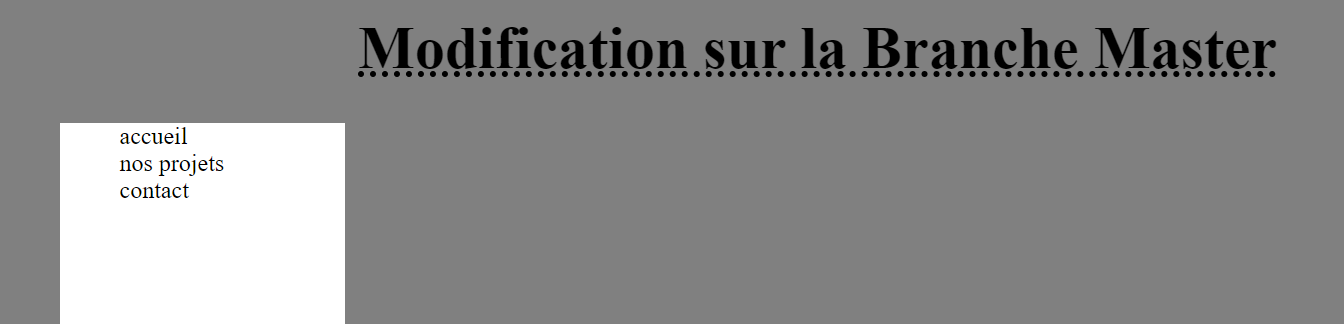 Modification sur la Branche Master
accueil
nos projets
contact